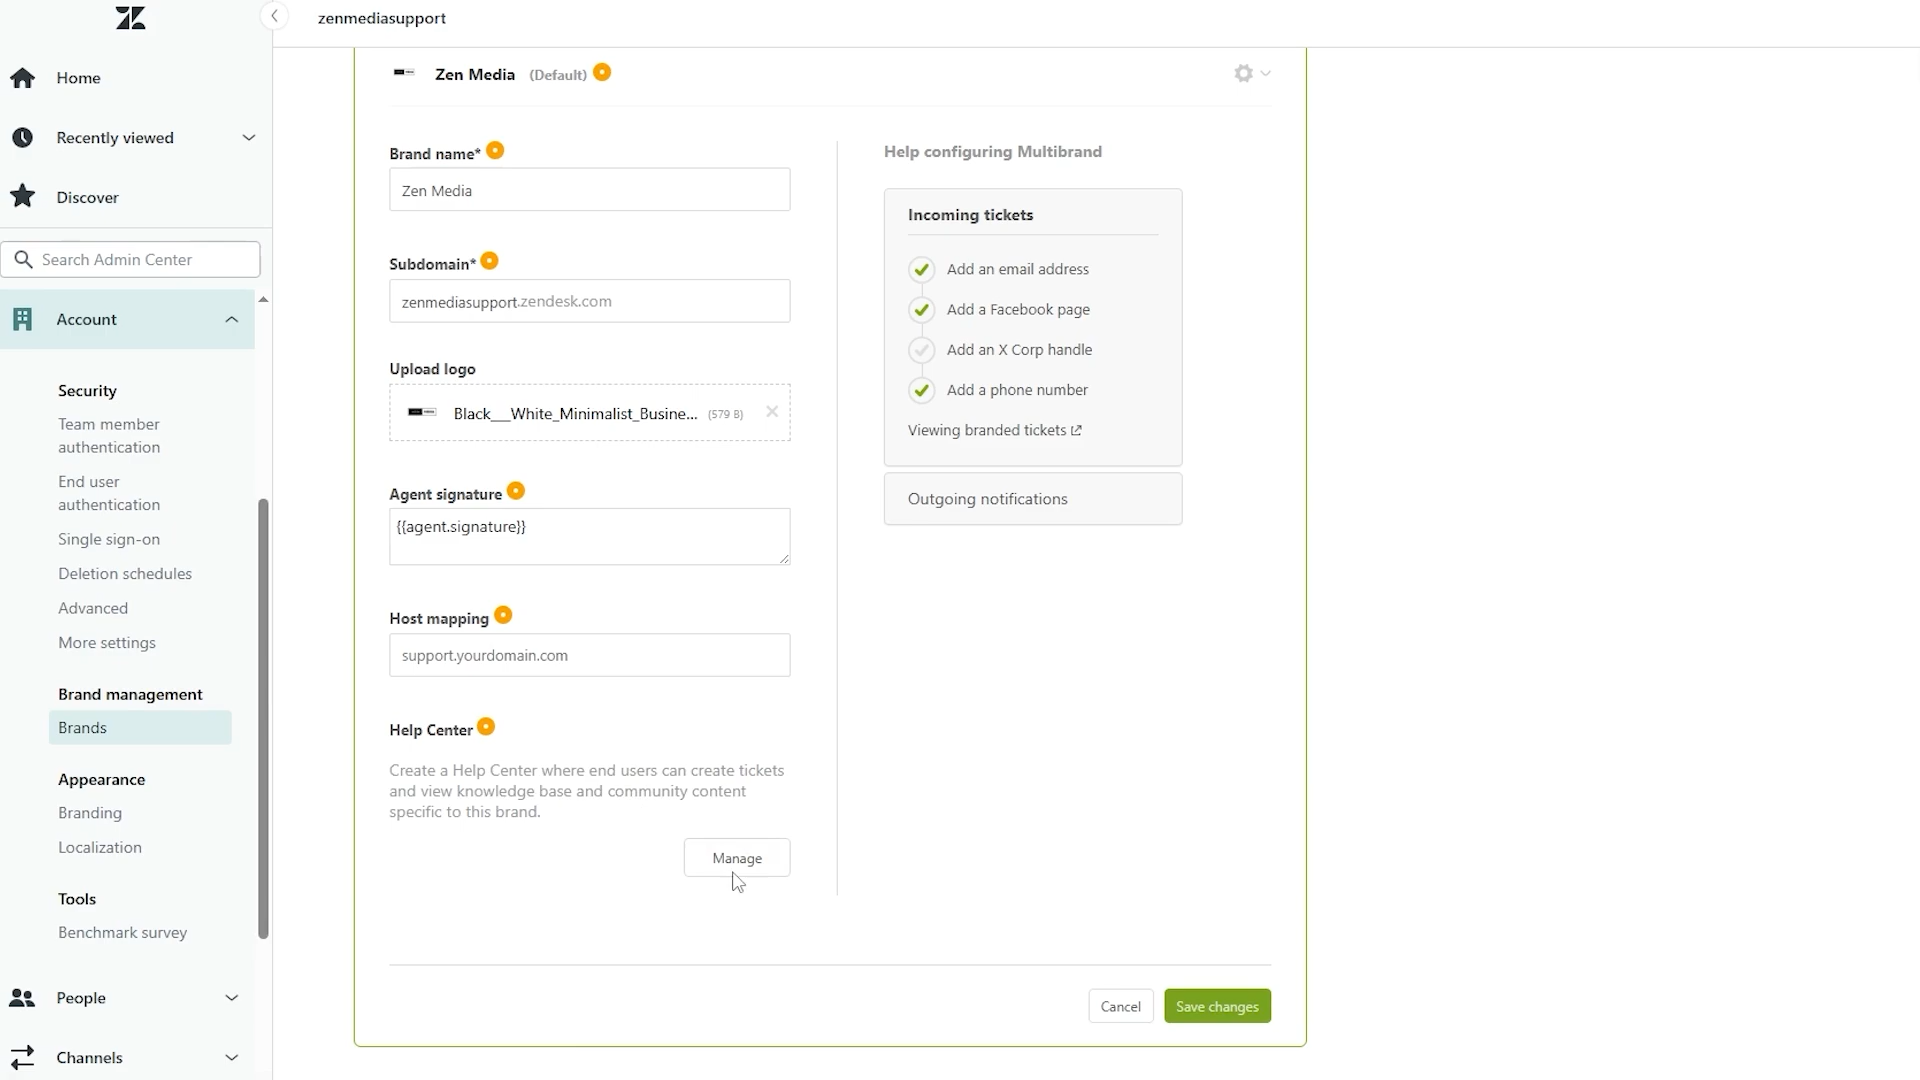 zenmediasupport
Home
Recently viewed
Discover
Search Admin Center
Account
Security
Team member
authentication
End user
authentication
Single sign-on
Deletion schedules
Advanced
More settings
Brand management
Brands
Appearance
Branding
Localization
Tools
Benchmark survey
People
Channels
Zen Media (Default)
Brand name*
Zen Media
Subdomain*
zenmediasupport.zendesk.com
Upload logo
Black___White_Minimalist_Busine... (579 B)
Agent signature
{{agent.signature}}
Host mapping
support.yourdomain.com
Help Center
Create a Help Center where end users can create tickets
and view knowledge base and community content
specific to this brand.
Manage
Help configuring Multibrand
Incoming tickets
Add an email address
Add a Facebook page
Add an X Corp handle
Add a phone number
Viewing branded tickets
Outgoing notifications
Cancel
Save changes